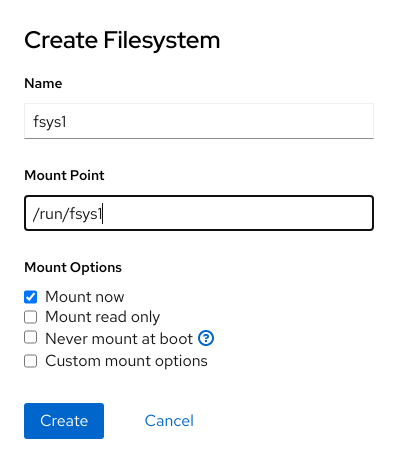 Create Filesystem
Name
fsys1
Mount Point
/run/fsys1
Mount Options
Mount now
Mount read only
Never mount at boot ?
Custom mount options
Create Cancel